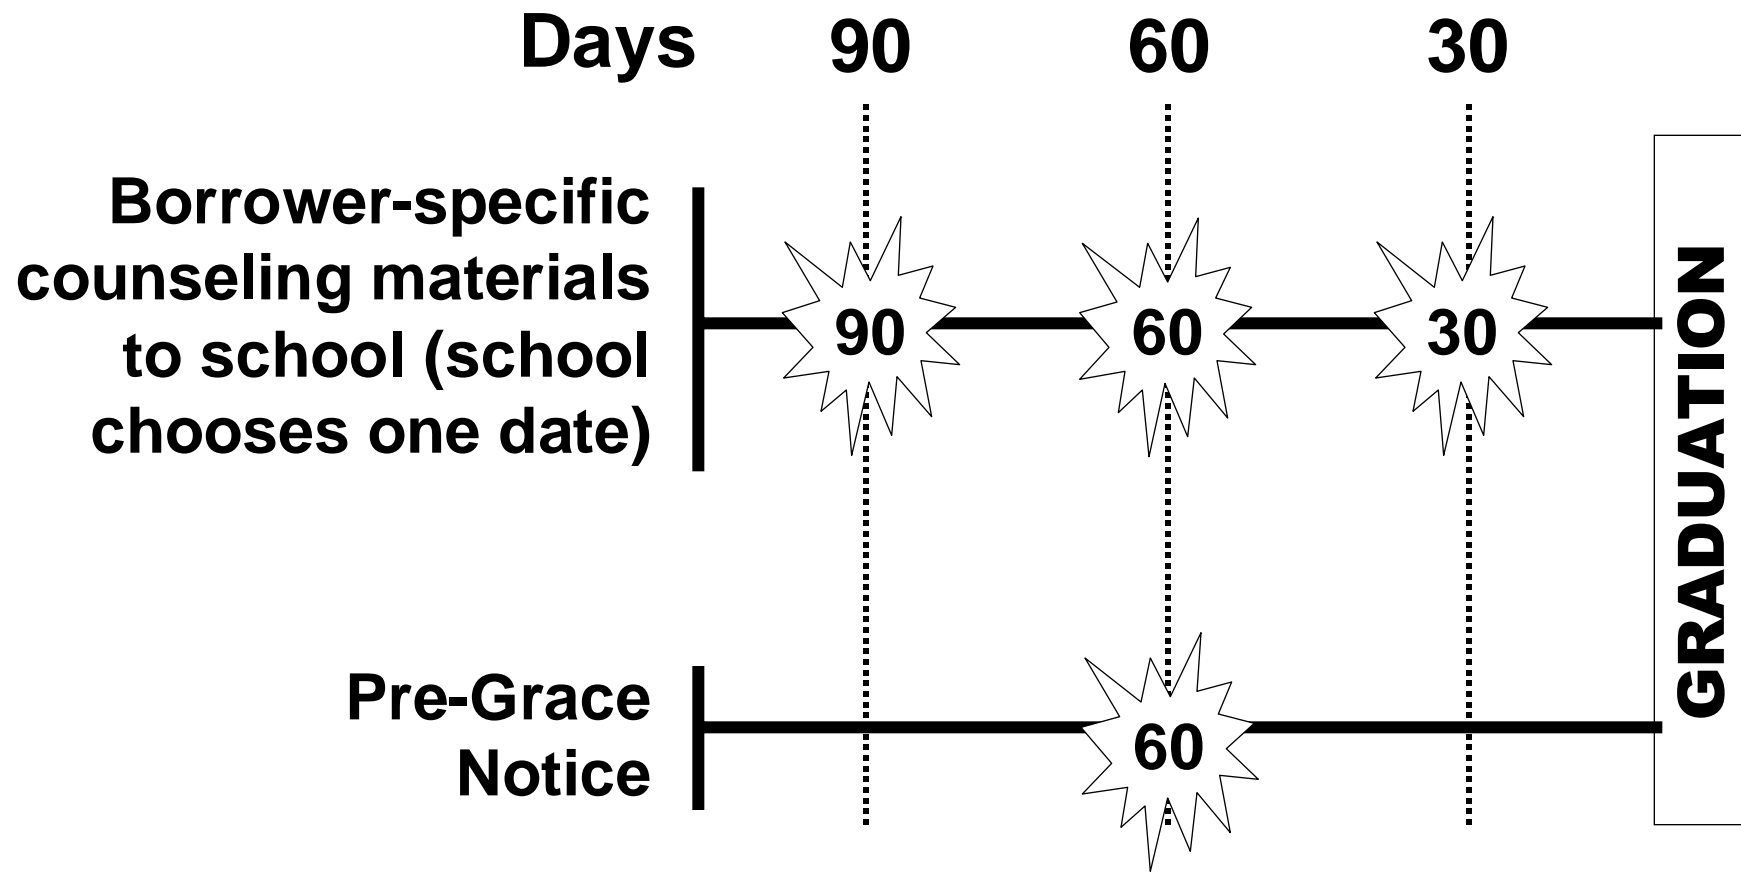 Days 90 60 30
Borrower-specific
counseling materials
to school (school
chooses one date)
90 60 30
Pre-Grace
Notice
60
GRADUATION